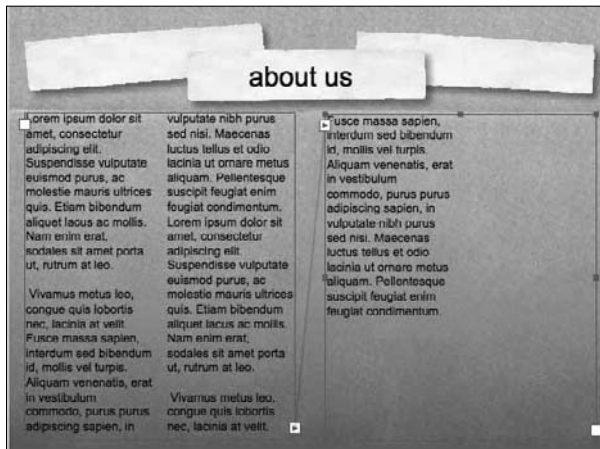 about us
Lorem ipsum dolor sit
amet, consectetur
adipiscing elit.
Suspendisse vulputate
euismod purus, ac
molestie mauris ultrices
quis. Etiam bibendum
aliquet lacus ac mollis.
Nam enim erat,
sodales sit amet porta
ut, rutrum at leo.
Vivamus metus leo,
congue quis lobortis
nec, lacinia at velit.
Fusce massa sapien,
interdum sed bibendum
id, mollis vel turpis.
Aliquam venenatis, erat
in vestibulum
commodo, purus purus
adipiscing sapien, in
vulputate nibh purus
sed nisi. Maecenas
luctus tellus et odio
lacinia ut ornare metus
aliquam. Pellentesque
suscipit feugiat enim
feugiat condimentum.
Lorem ipsum dolor sit
amet, consectetur
adipiscing elit.
Suspendisse vulputate
euismod purus, ac
molestie mauris ultrices
quis. Etiam bibendum
aliquet lacus ac mollis.
Nam enim erat,
sodales sit amet porta
ut, rutrum at leo.
Vivamus metus leo,
congue quis lobortis
nec, lacinia at velit.
Fusce massa sapien,
interdum sed bibendum
id, mollis vel turpis.
Aliquam venenatis, erat
in vestibulum
commodo, purus purus
adipiscing sapien, in
vulputate nibh purus
sed nisi. Maecenas
luctus tellus et odio
lacinia ut ornare metus
aliquam. Pellentesque
suscipit feugiat enim
feugiat condimentum.